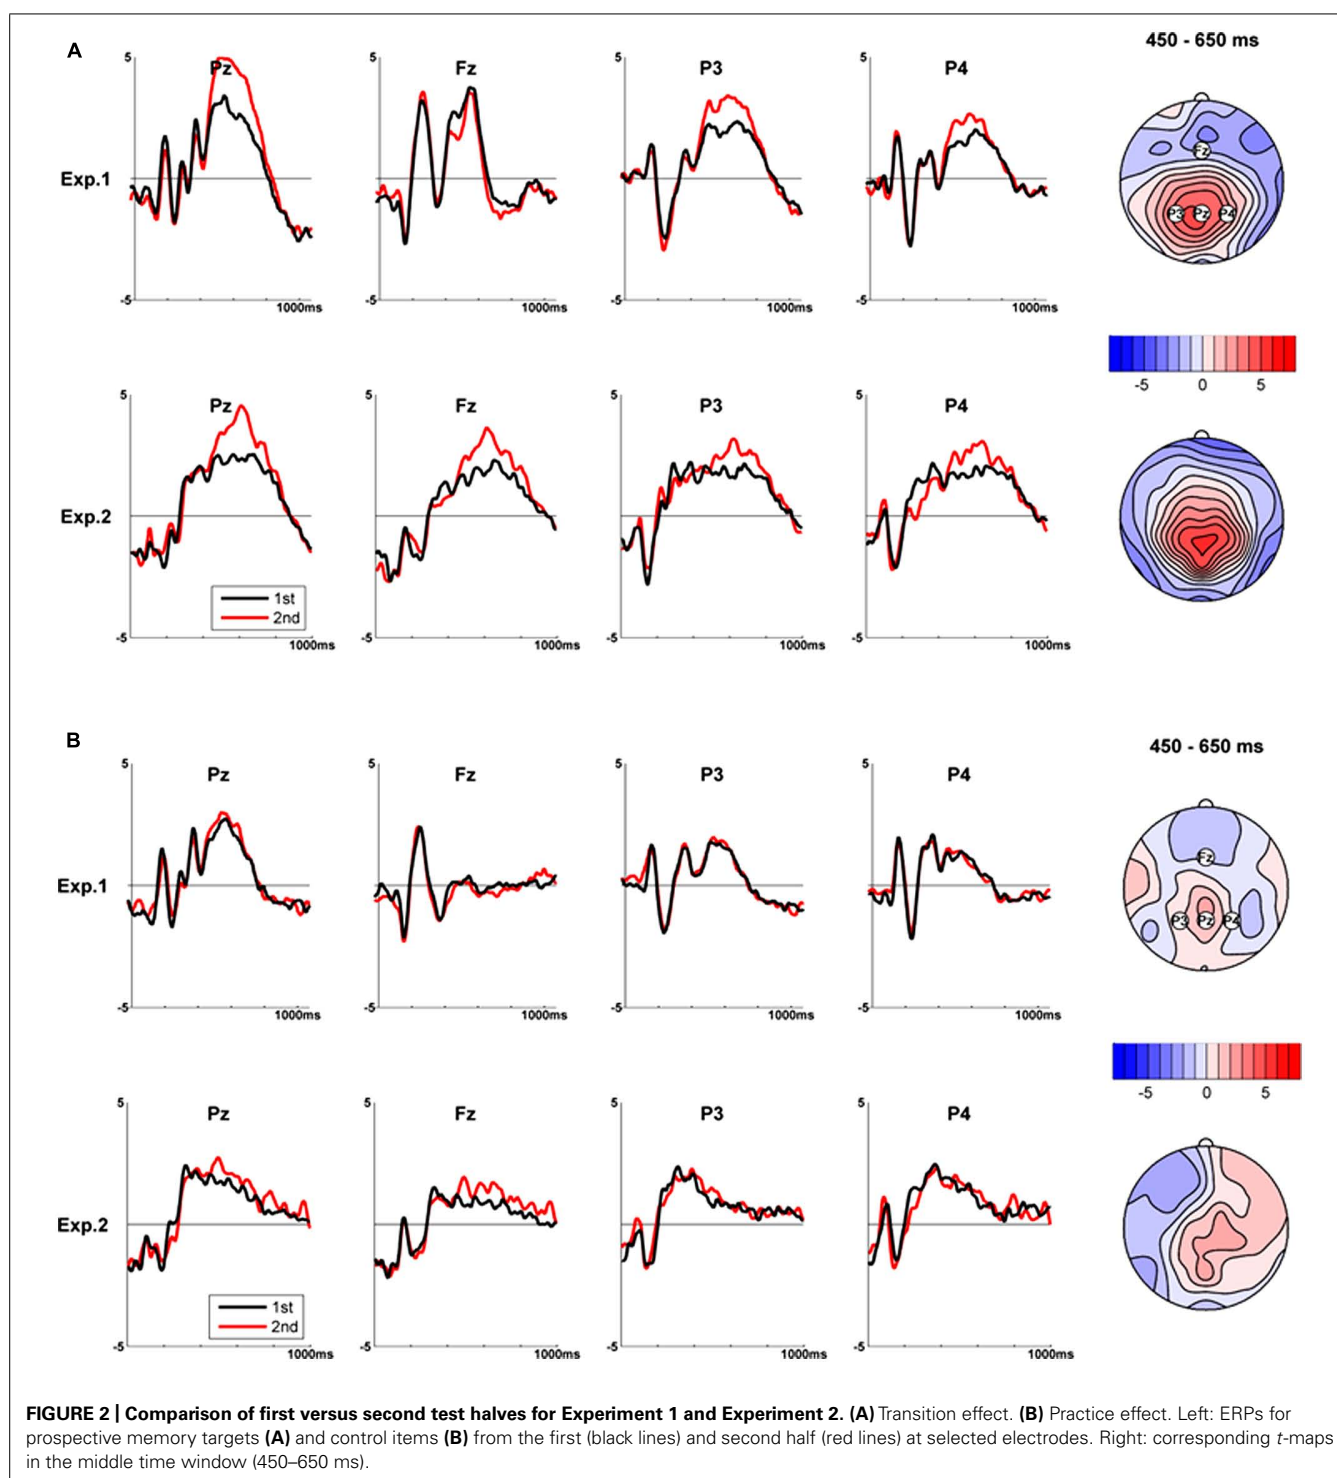 A
450 - 650 ms
5 Pz 5 Fz 5 P3 5 P4
Fz
Exp.1
P3 Pz P4
-5 1000ms -5 1000ms -5 1000ms -5 1000ms
-5 0 5
5 Pz 5 Fz 5 P3 5 P4
Exp.2
1st
2nd
-5 1000ms -5 1000ms -5 1000ms -5 1000ms
B
450 - 650 ms
5 Pz 5 Fz 5 P3 5 P4
Fz
Exp.1
P3 Pz P4
-5 1000ms -5 1000ms -5 1000ms -5 1000ms
-5 0 5
5 Pz 5 Fz 5 P3 5 P4
Exp.2
1st
2nd
-5 1000ms -5 1000ms -5 1000ms -5 1000ms
FIGURE 2 | Comparison of first versus second test halves for Experiment 1 and Experiment 2. (A) Transition effect. (B) Practice effect. Left: ERPs for
prospective memory targets (A) and control items (B) from the first (black lines) and second half (red lines) at selected electrodes. Right: corresponding t-maps
in the middle time window (450–650 ms).